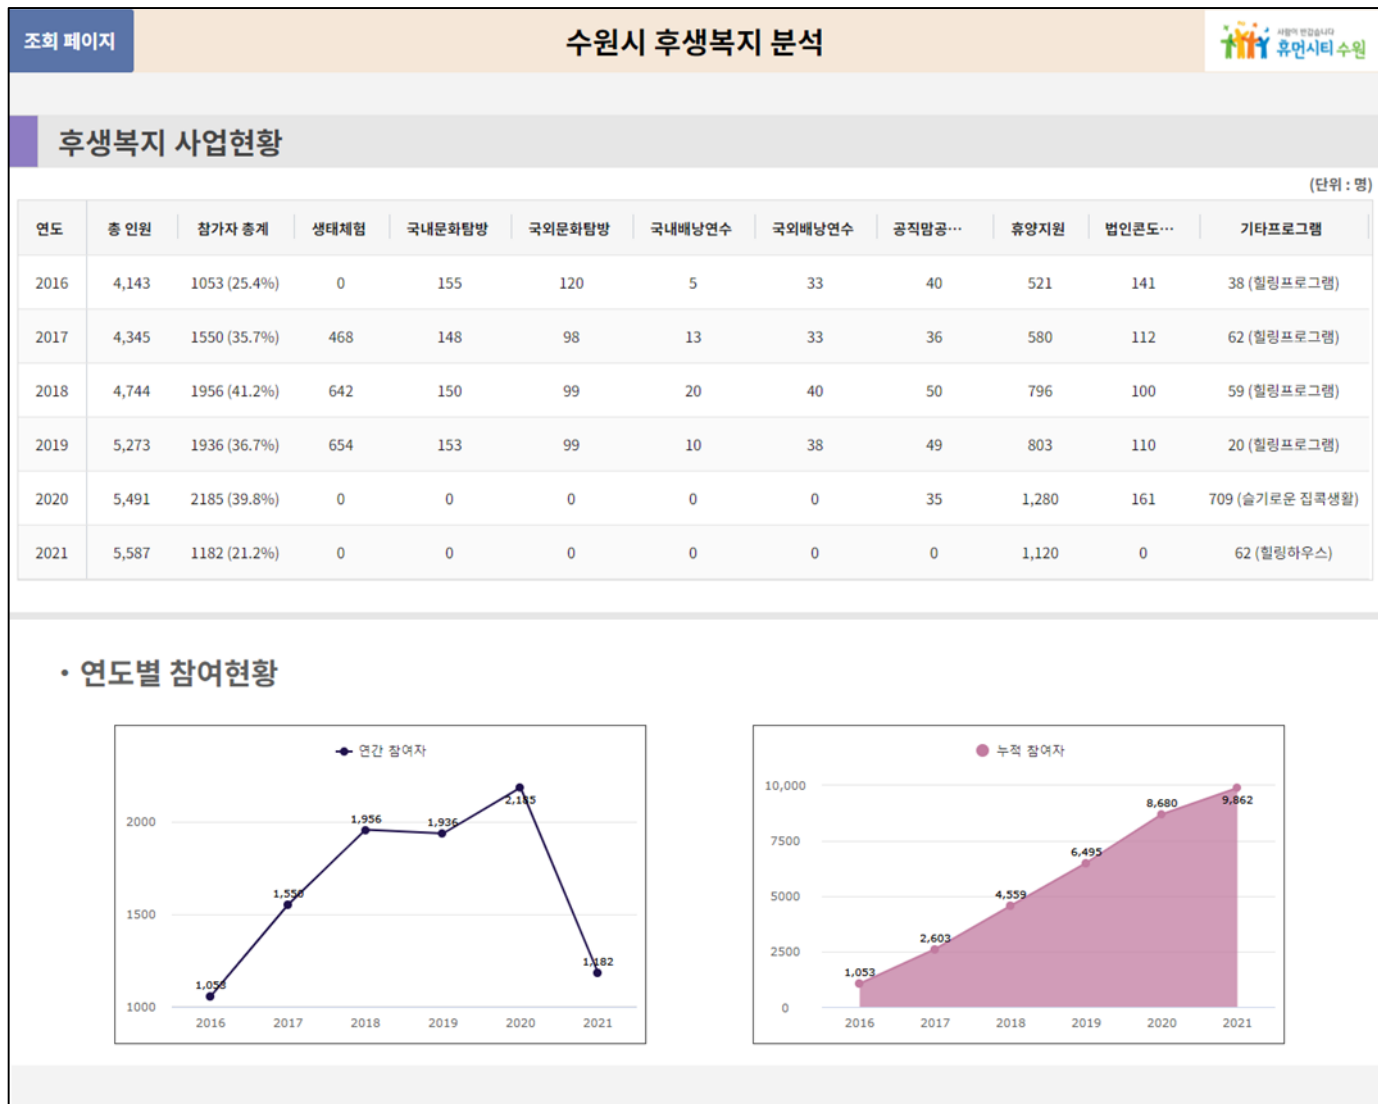 조회 페이지
수원시 후생복지 분석
사람이 반갑습니다
휴먼시티 수원
후생복지 사업현황
(단위 : 명)
연도 총 인원 참가자 총계 생태체험 국내문화탐방 국외문화탐방 국내배낭연수 국외배낭연수 공직맘공… 휴양지원 법인콘도… 기타프로그램
2016 4,143 1053 (25.4%) 0 155 120 5 33 40 521 141 38 (힐링프로그램)
2017 4,345 1550 (35.7%) 468 148 98 13 33 36 580 112 62 (힐링프로그램)
2018 4,744 1956 (41.2%) 642 150 99 20 40 50 796 100 59 (힐링프로그램)
2019 5,273 1936 (36.7%) 654 153 99 10 38 49 803 110 20 (힐링프로그램)
2020 5,491 2185 (39.8%) 0 0 0 0 0 35 1,280 161 709 (슬기로운 집콕생활)
2021 5,587 1182 (21.2%) 0 0 0 0 0 0 1,120 0 62 (힐링하우스)
• 연도별 참여현황
연간 참여자
2000
1500
1000
1,053
1,550
1,956
1,936
2,185
1,182
2016 2017 2018 2019 2020 2021
누적 참여자
10,000
7500
5000
2500
0
1,053
2,603
4,559
6,495
8,680
9,862
2016 2017 2018 2019 2020 2021